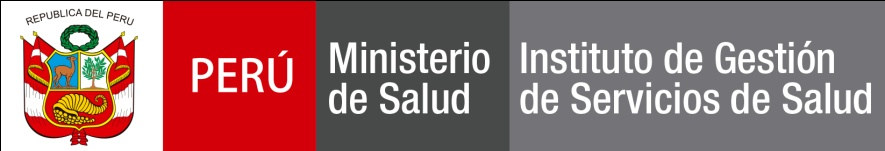 REPUBLICA DEL PERU
PERÚ
Ministerio
de Salud
Instituto de Gestión
de Servicios de Salud